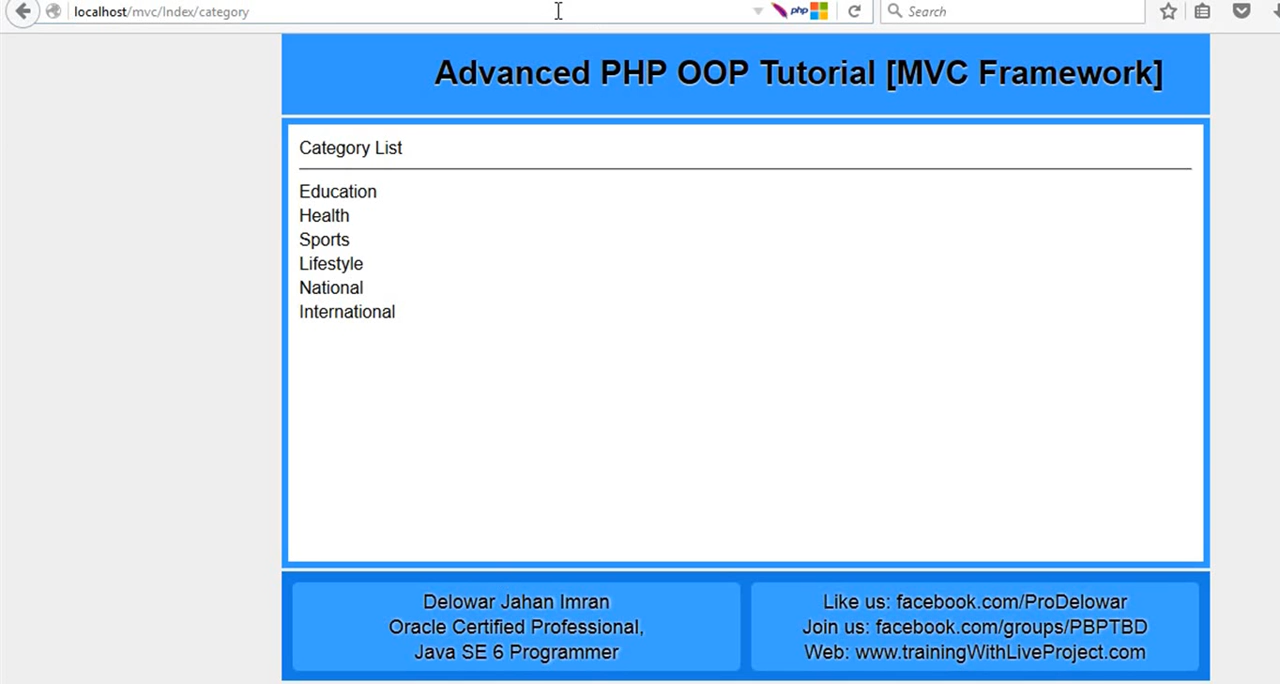 localhost/mvc/Index/category
php
Search
Advanced PHP OOP Tutorial [MVC Framework]
Category List
Education
Health
Sports
Lifestyle
National
International
Delowar Jahan Imran
Oracle Certified Professional,
Java SE 6 Programmer
Like us: facebook.com/ProDelowar
Join us: facebook.com/groups/PBPTBD
Web: www.trainingWithLiveProject.com